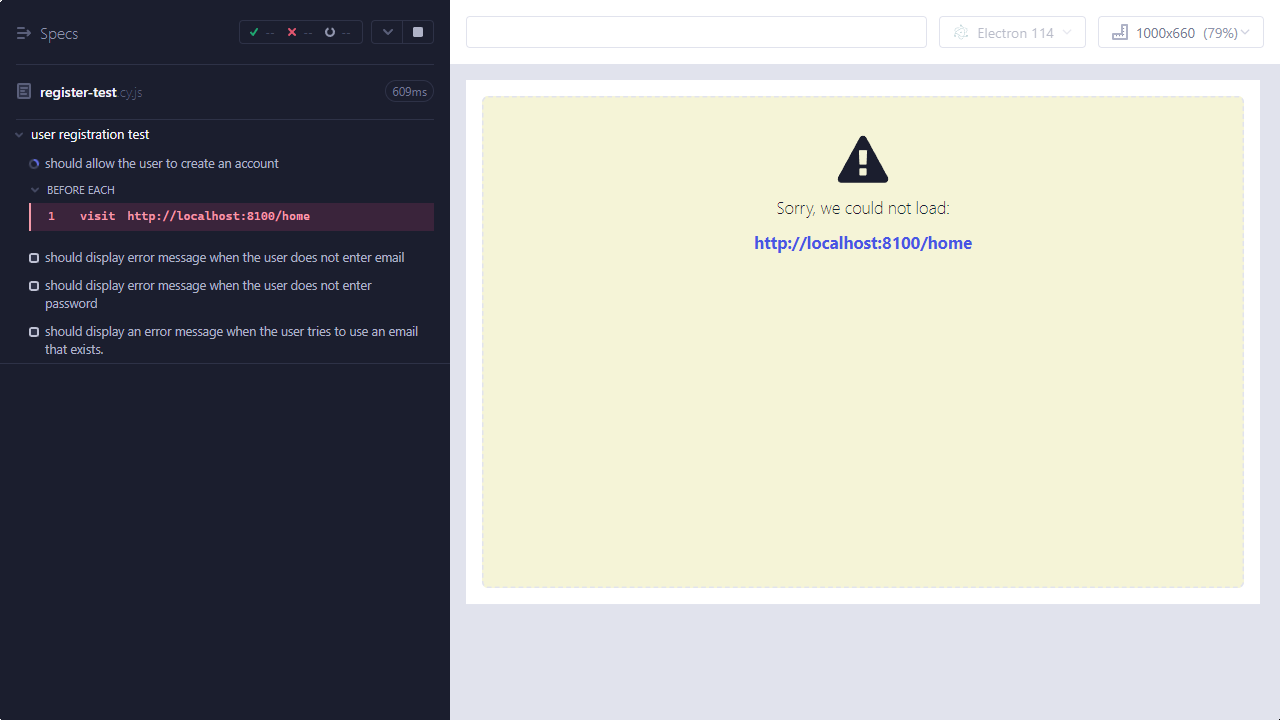 Specs
-- -- --
register-test.cy.js
609ms
user registration test
should allow the user to create an account
BEFORE EACH
1 visit http://localhost:8100/home
should display error message when the user does not enter email
should display error message when the user does not enter
password
should display an error message when the user tries to use an email
that exists.
Electron 114
1000x660 (79%)
Sorry, we could not load:
http://localhost:8100/home